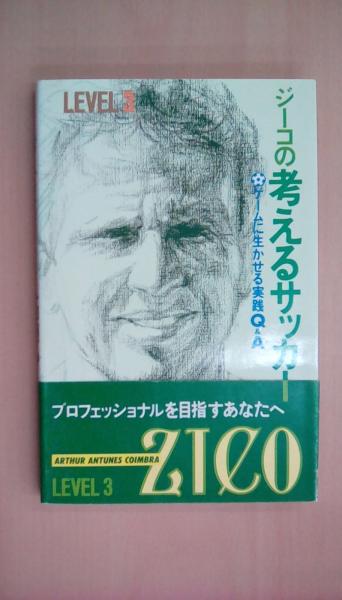 LEVEL 3
ジーコの考えるサッカー
ゲームに生かせる実践Q&A
プロフェッショナルを目指すあなたへ
ARTHUR ANTUNES COIMBRA
ZICO
LEVEL 3